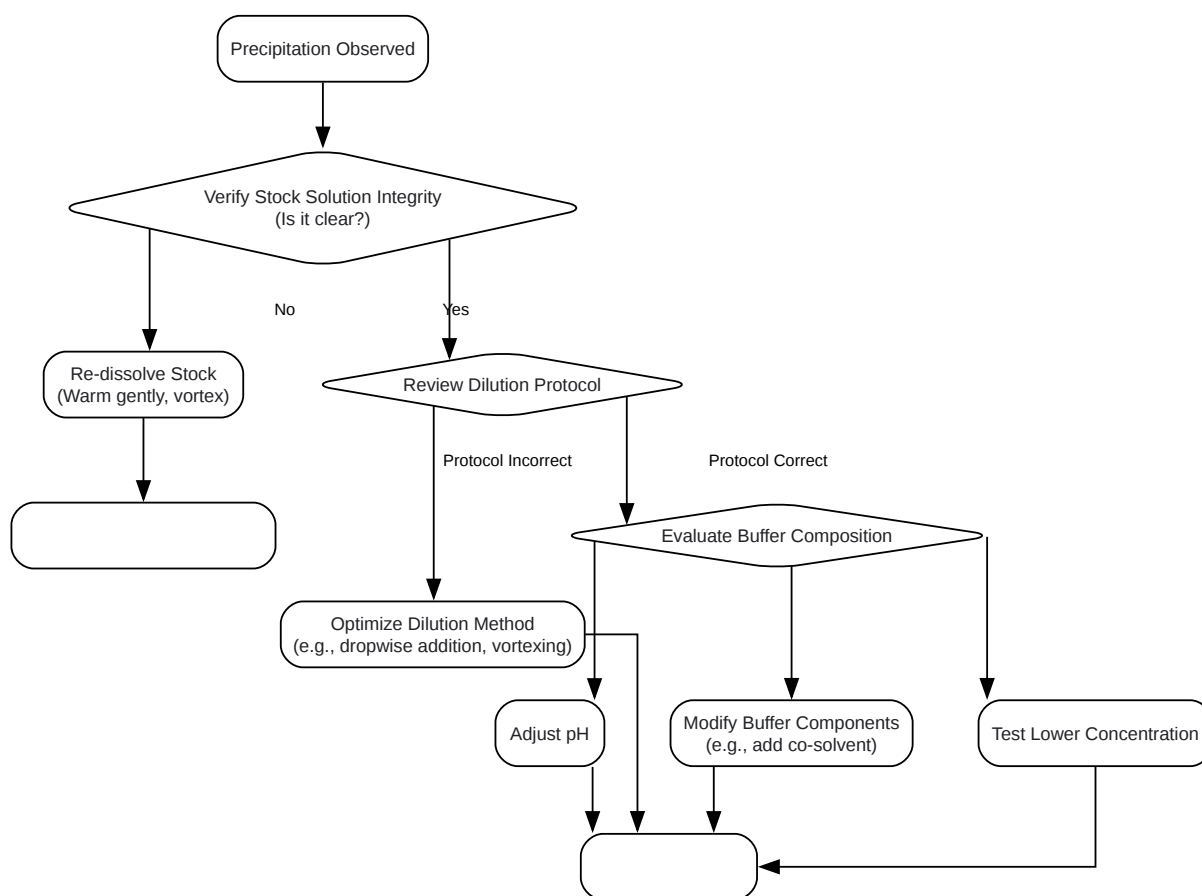 Precipitation Observed
Verify Stock Solution Integrity
(Is it clear?)
No
Yes
Re-dissolve Stock
(Warm gently, vortex)
Review Dilution Protocol
Protocol Incorrect
Protocol Correct
Evaluate Buffer Composition
Optimize Dilution Method
(e.g., dropwise addition, vortexing)
Adjust pH
Modify Buffer Components
(e.g., add co-solvent)
Test Lower Concentration